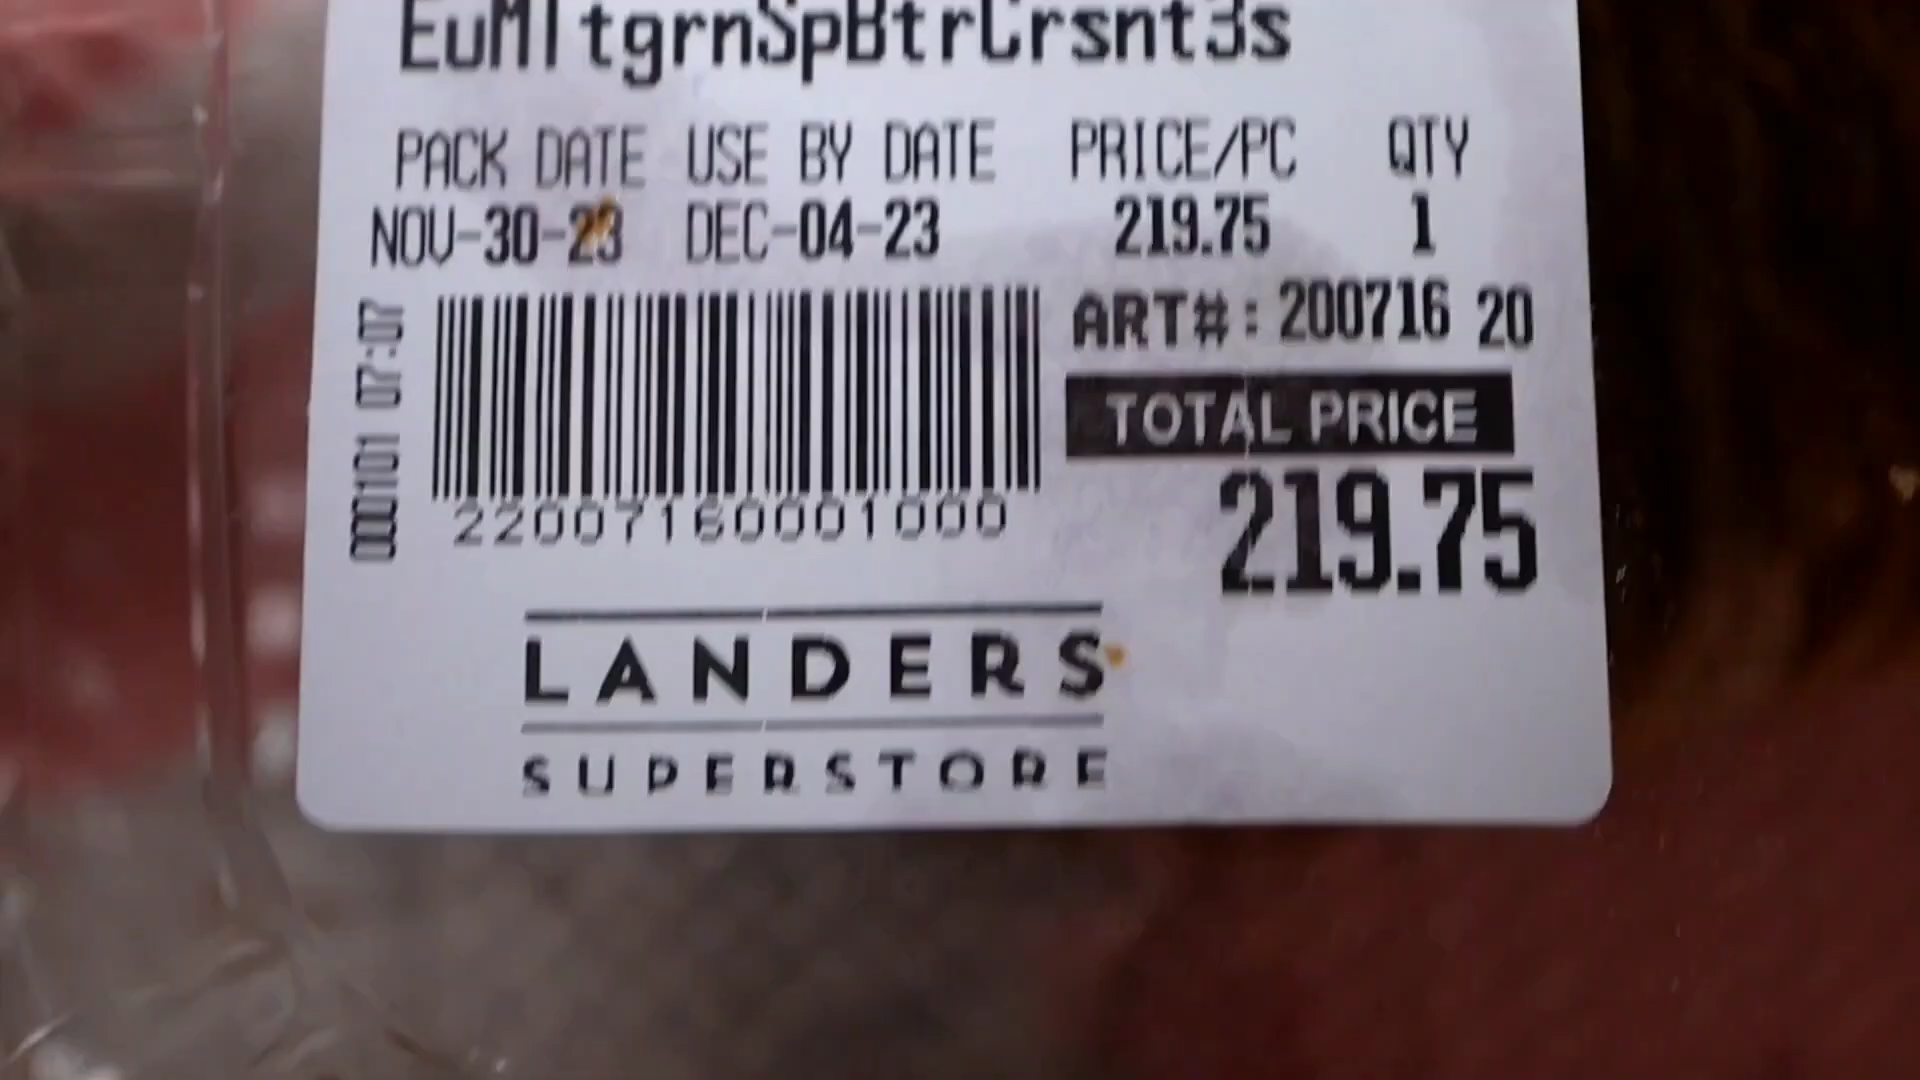 EuMltgrnSpBtrCrsnt3s
PACK DATE USE BY DATE PRICE/PC QTY
NOV-30-23 DEC-04-23 219.75 1
000101 07:07
ART#: 200716 20
TOTAL PRICE
219.75
22007160001000
LANDERS
SUPERSTORE